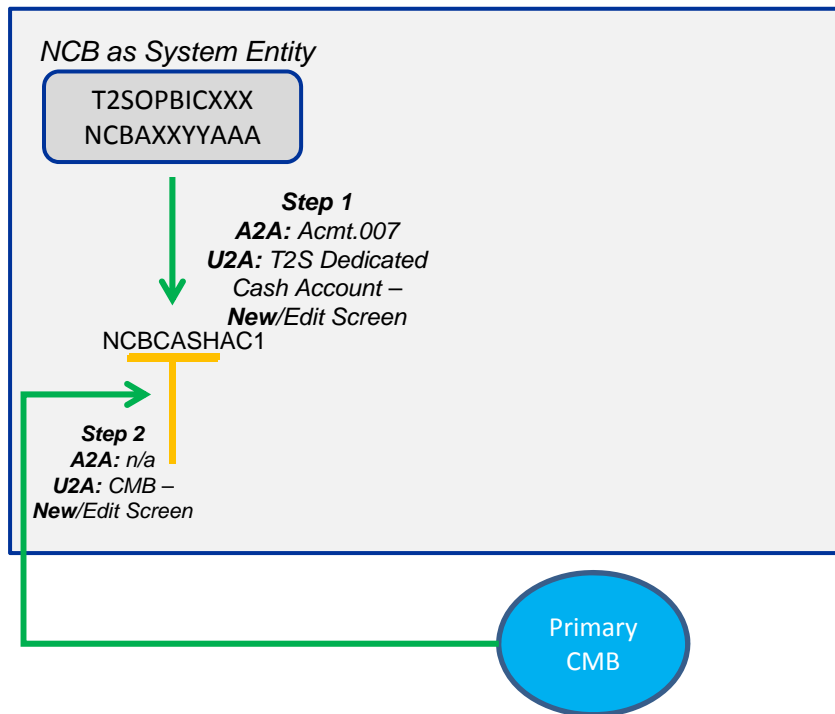 NCB as System Entity
T2SOPBICXXX
NCBAXXYYAAA
Step 1
A2A: Acmt.007
U2A: T2S Dedicated
Cash Account –
New/Edit Screen
NCBCASHAC1
Step 2
A2A: n/a
U2A: CMB –
New/Edit Screen
Primary
CMB